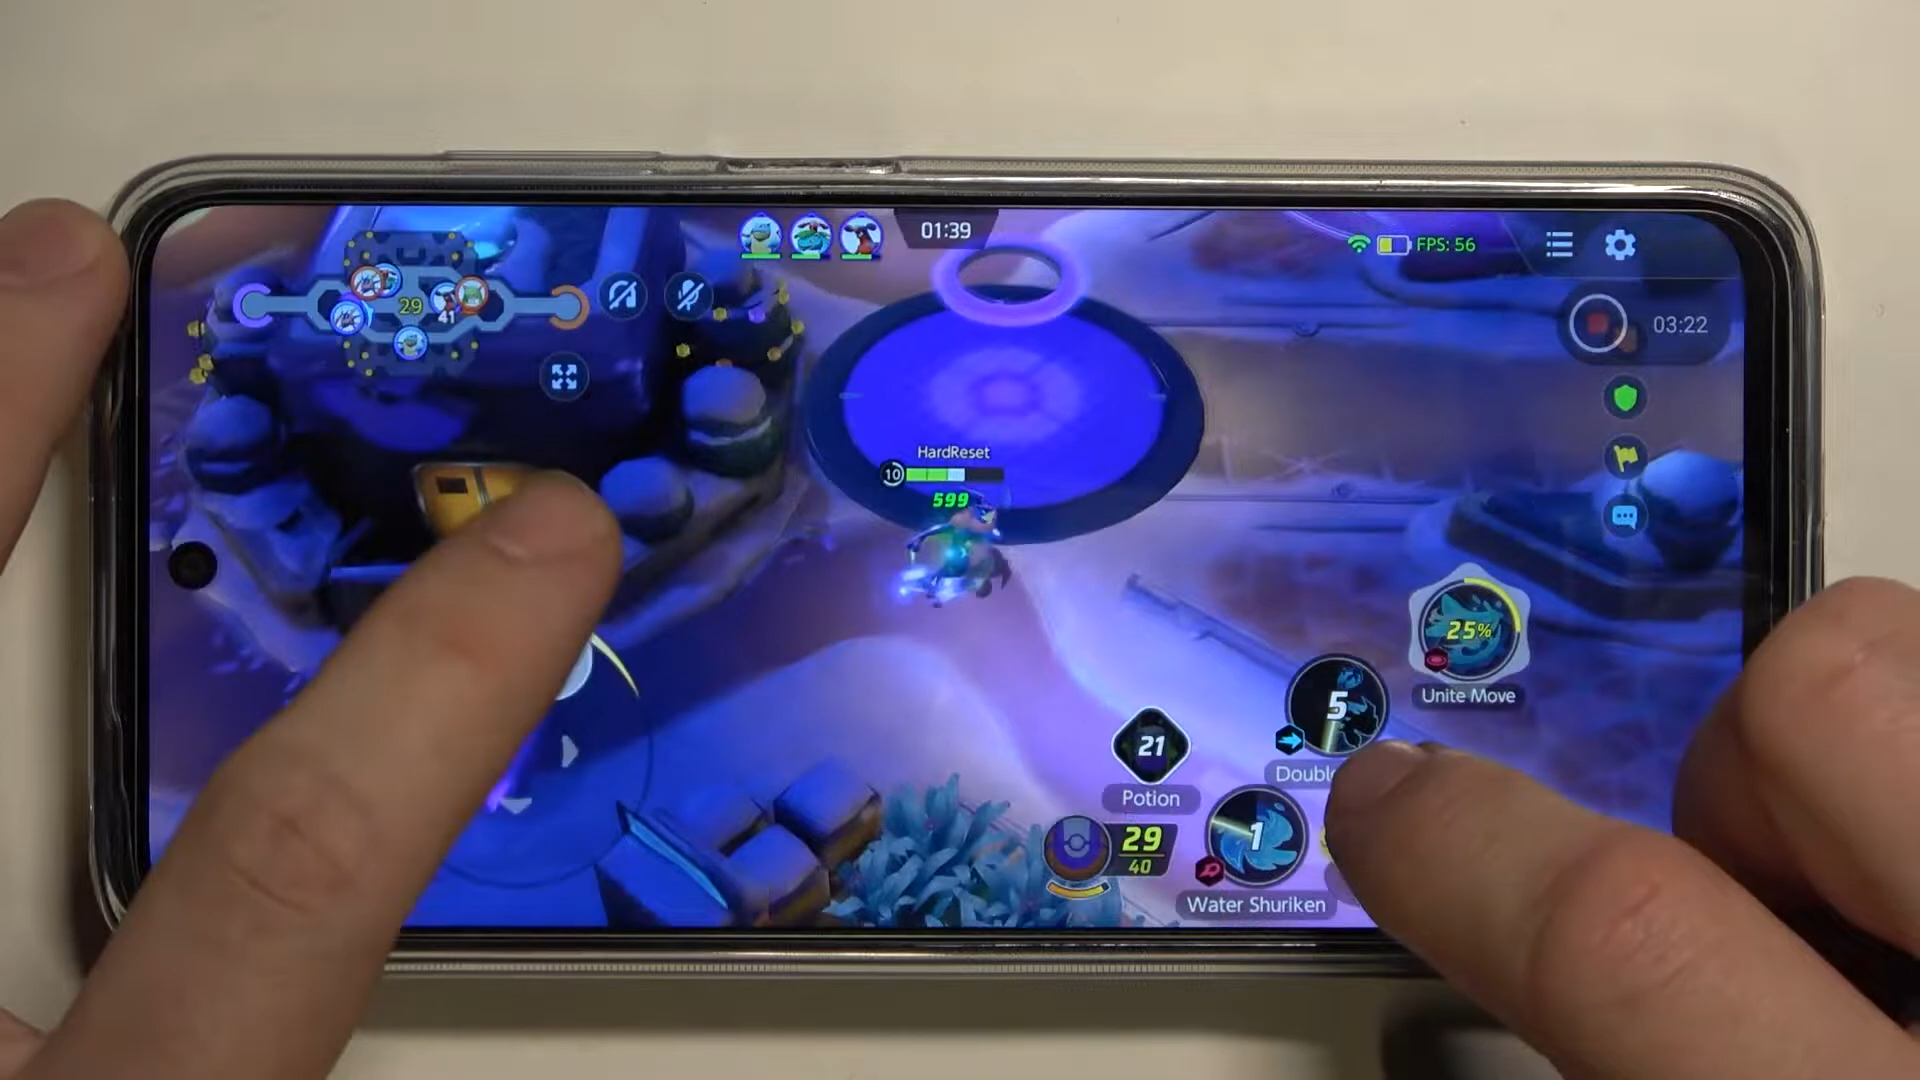 01:39
FPS: 56
29
41
03:22
HardReset
10
599
25%
Unite Move
5
21
Double
Potion
29
40
1
Water Shuriken